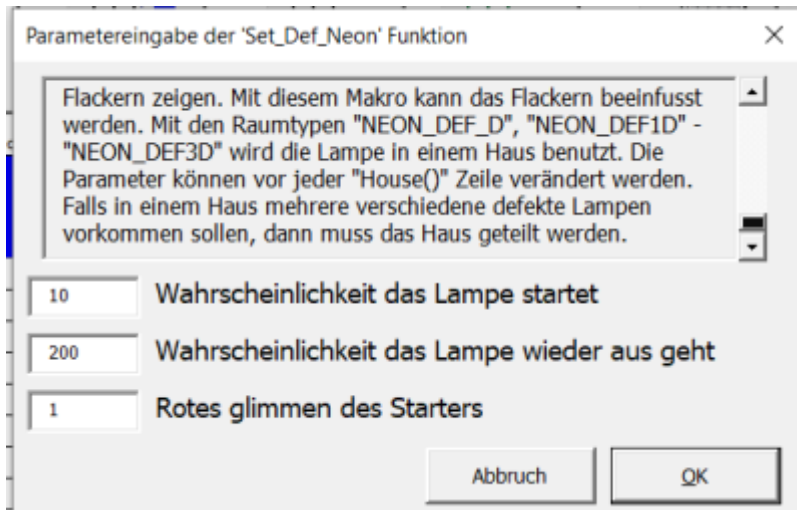 Parametereingabe der 'Set_Def_Neon' Funktion
Flackern zeigen. Mit diesem Makro kann das Flackern beeinfusst
werden. Mit den Raumtypen "NEON_DEF_D", "NEON_DEF1D" -
"NEON_DEF3D" wird die Lampe in einem Haus benutzt. Die
Parameter können vor jeder "House()" Zeile verändert werden.
Falls in einem Haus mehrere verschiedene defekte Lampen
vorkommen sollen, dann muss das Haus geteilt werden.
10 Wahrscheinlichkeit das Lampe startet
200 Wahrscheinlichkeit das Lampe wieder aus geht
1 Rotes glimmen des Starters
Abbruch OK